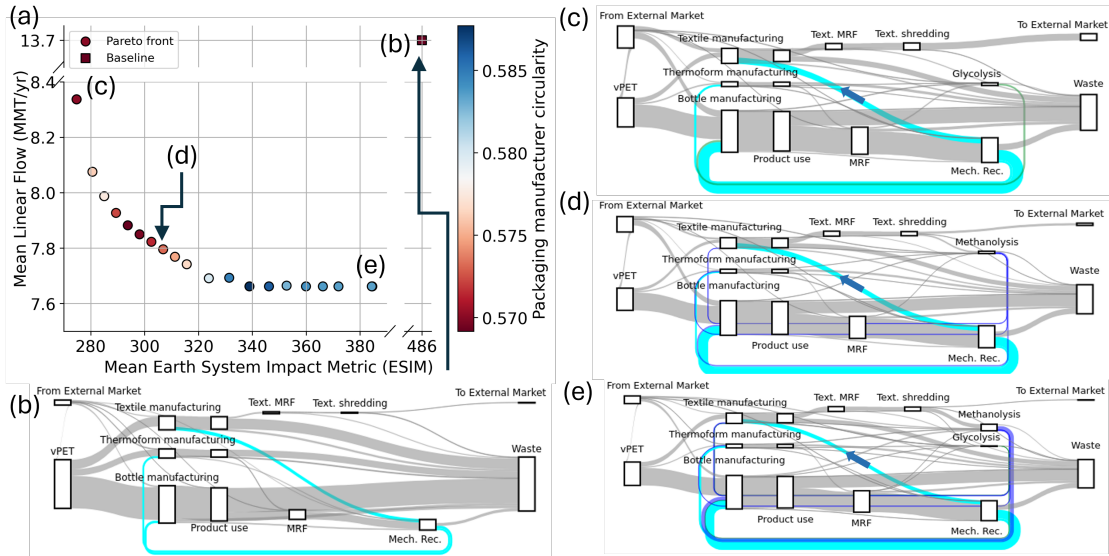 (a)
13.7
Pareto front
Baseline
(b)
8.4
(c)
8.2
(d)
8.0
7.8
(e)
7.6
Mean Linear Flow (MMT/yr)
280
300
320
340
360
380
486
Mean Earth System Impact Metric (ESIM)
0.585
0.580
0.575
0.570
Packaging manufacturer circularity
(c)
From External Market
To External Market
Textile manufacturing
Text. MRF
Text. shredding
Thermoform manufacturing
Glycolysis
vPET
Waste
Bottle manufacturing
Product use
MRF
Mech. Rec.
(d)
From External Market
To External Market
Text. MRF
Text. shredding
Textile manufacturing
Methanolysis
Thermoform manufacturing
vPET
Waste
Bottle manufacturing
Product use
MRF
Mech. Rec.
(b)
From External Market
To External Market
Textile manufacturing
Text. MRF
Text. shredding
Thermoform manufacturing
vPET
Waste
Bottle manufacturing
Product use
MRF
Mech. Rec.
(e)
From External Market
To External Market
Textile manufacturing
Text. MRF
Text. shredding
Methanolysis
Thermoform manufacturing
Glycolysis
vPET
Waste
Bottle manufacturing
Product use
MRF
Mech. Rec.